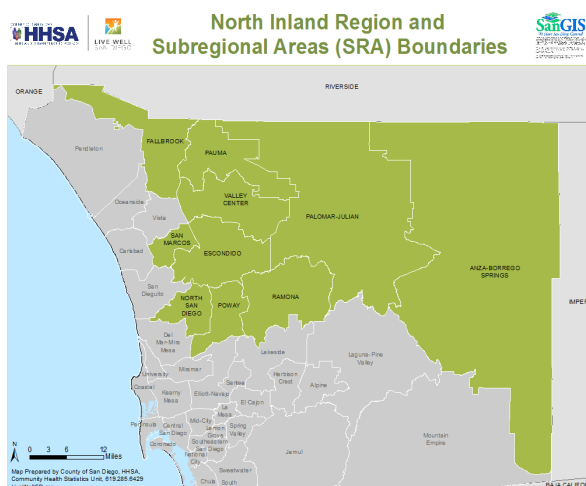 HHSA
LIVE WELL
SAN DIEGO
North Inland Region and
Subregional Areas (SRA) Boundaries
SanGIS
ORANGE
RIVERSIDE
Pendleton
FALLBROOK
PAUMA
VALLEY
CENTER
PALOMAR-JULIAN
Oceanside
Vista
SAN
MARCOS
Carlsbad
ESCONDIDO
ANZA-BORREGO
SPRINGS
San
Dieguito
NORTH
SAN
DIEGO
POWAY
RAMONA
IMPER
Del
Mar-Mira
Mesa
Lakeside
Laguna-Pine
Valley
University
Miramar
Coastal
Kearny
Mesa
Elliott-Navajo
Santee
Harbison
Crest
Alpine
El Cajon
La
Mesa
Peninsula
Central
San Diego
Mid-City
Lemon
Grove
Spring
Valley
Coronado
Southeastern
San Diego
National
City
Jamul
Mountain
Empire
Sweetwater
Chula
South
N
0 3 6 12
Miles
Map Prepared by County of San Diego, HHSA,
Community Health Statistics Unit, 619.285.6429
BAJA CALIFO